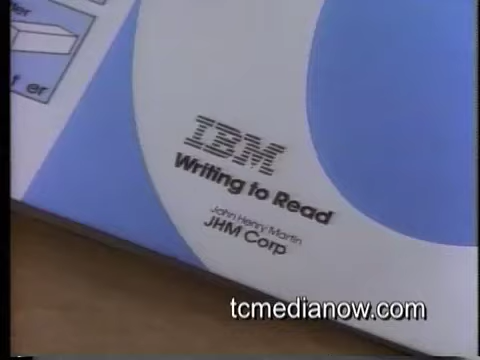 IBM
Writing to Read
John Henry Martin
JHM Corp
tcmedianow.com